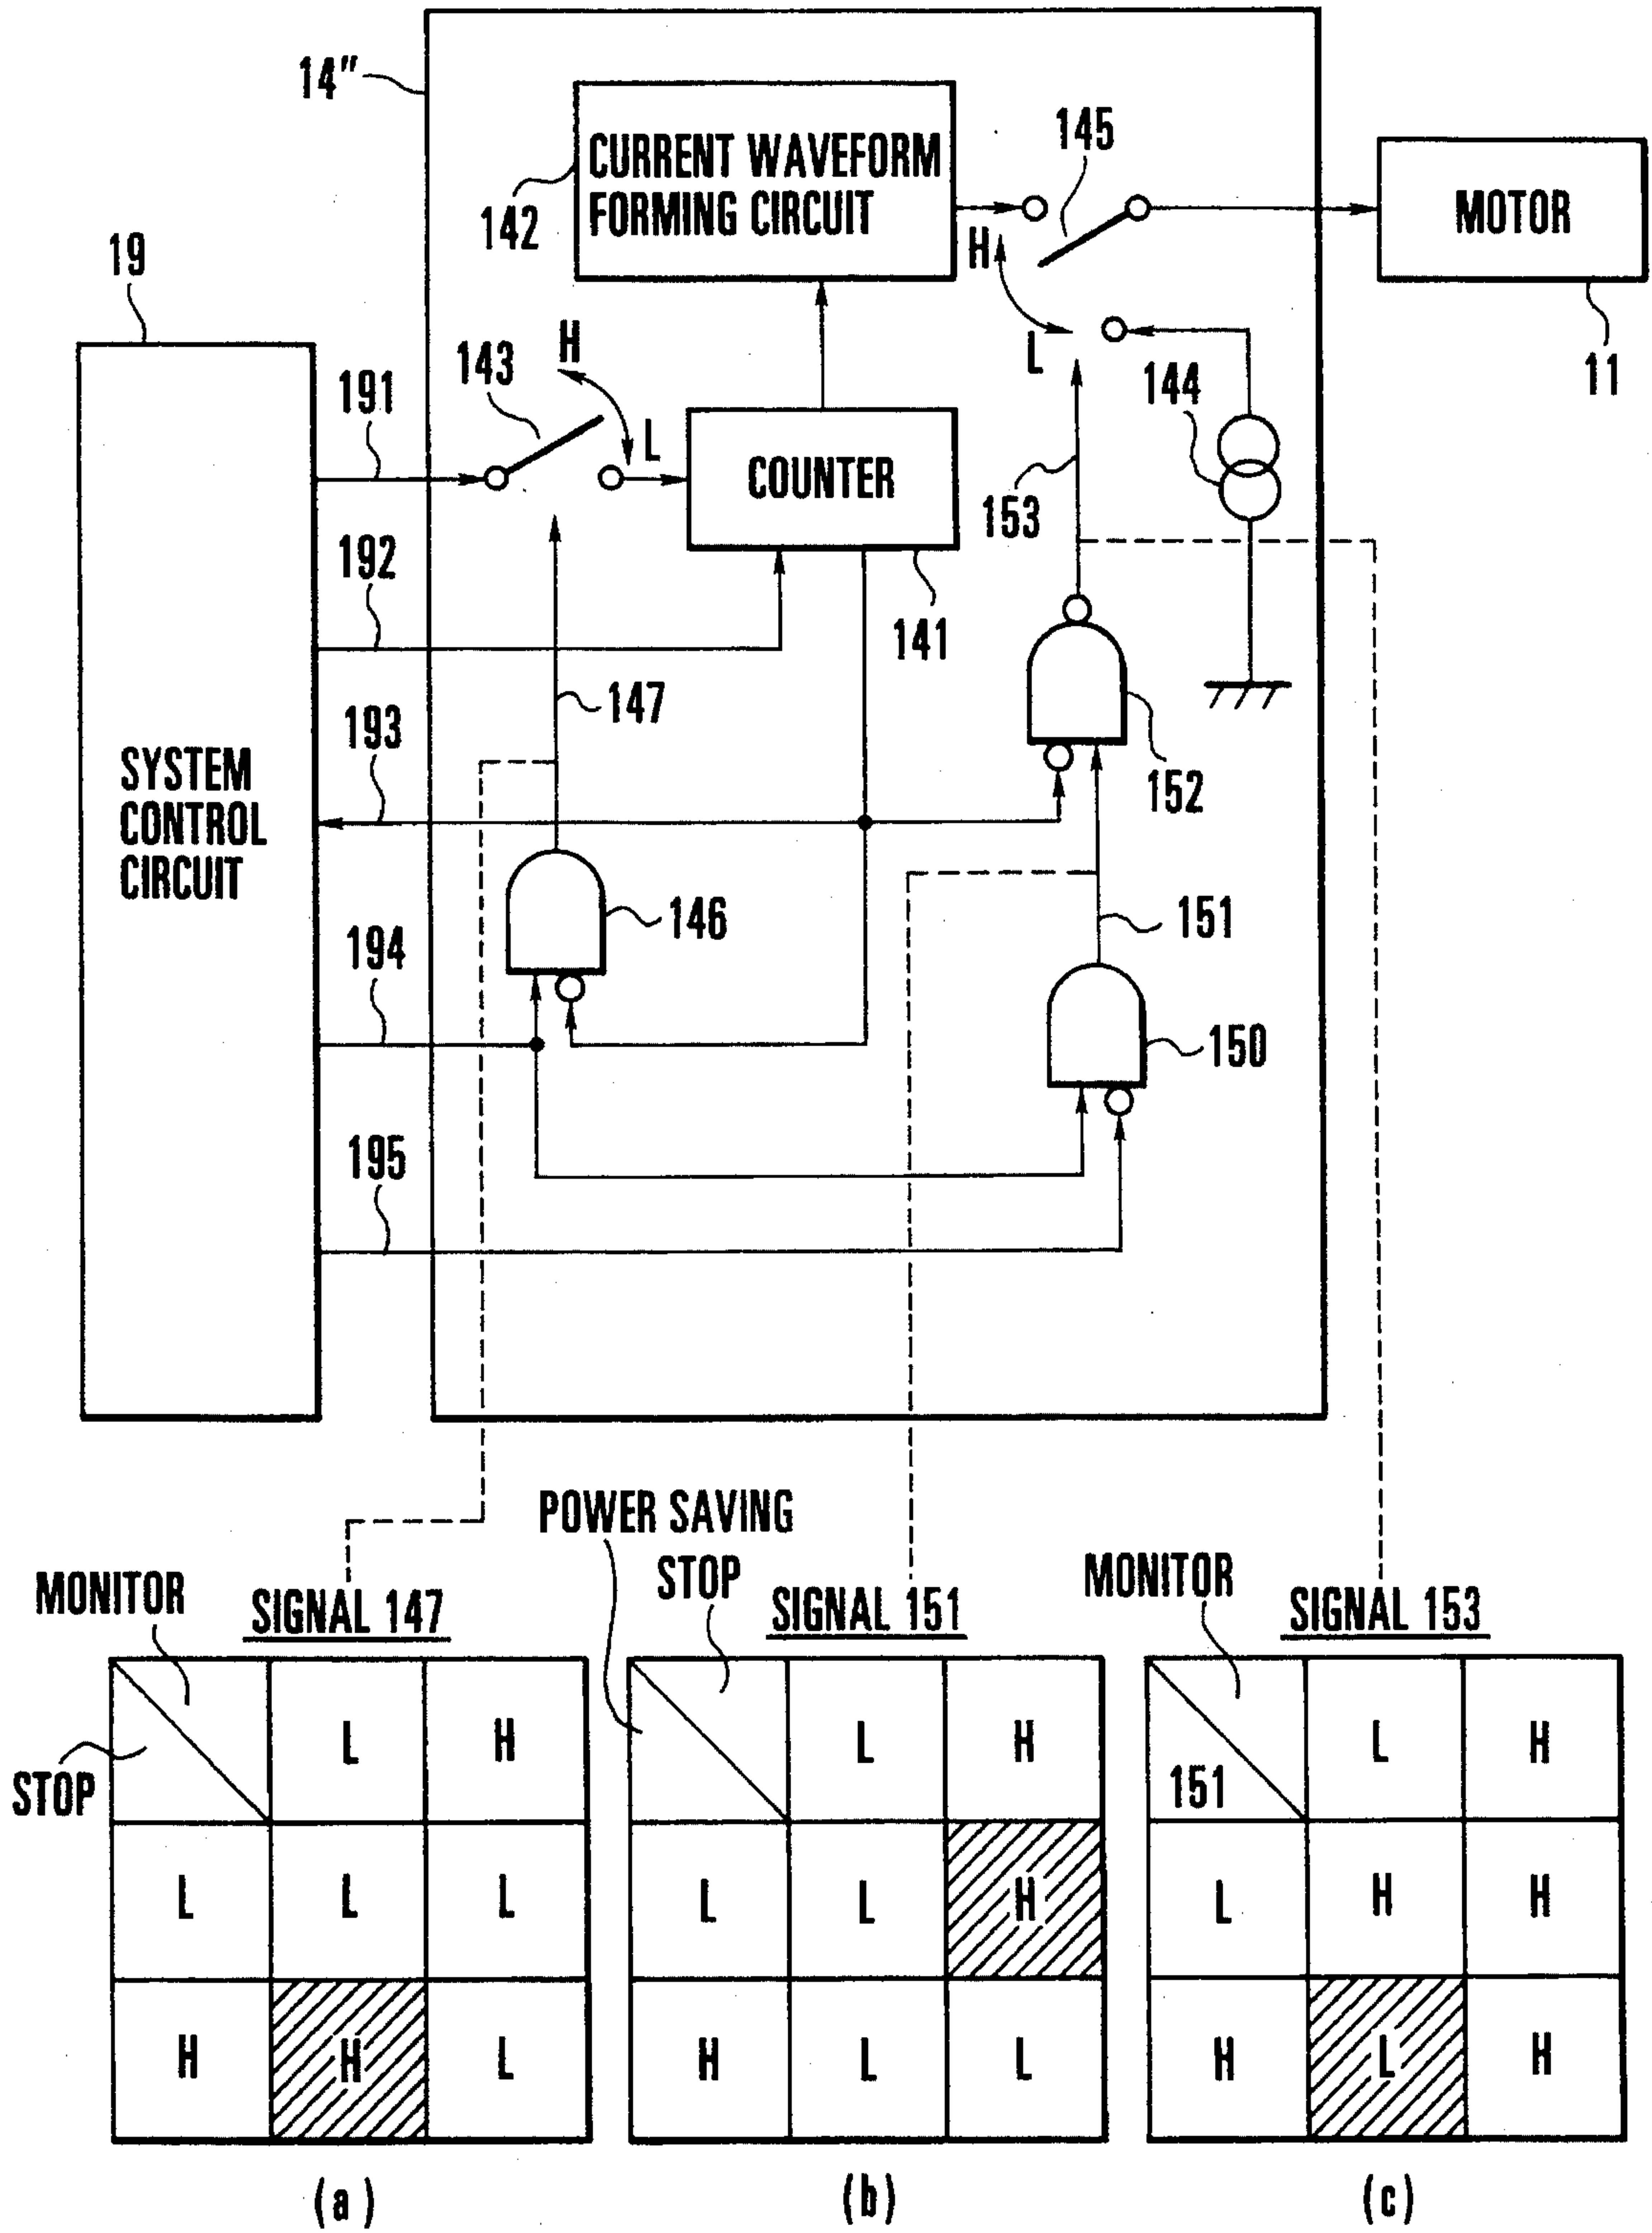 14"
CURRENT WAVEFORM
FORMING CIRCUIT
142
145
MOTOR
11
H
L
19
143
H
L
191
COUNTER
144
153
192
141
147
193
152
SYSTEM
CONTROL
CIRCUIT
146
151
194
150
195
POWER SAVING
STOP
MONITOR
SIGNAL 147
SIGNAL 151
MONITOR
SIGNAL 153
STOP
L H
L L L
H H L
L H
L L H
H L L
151
L H
L H H
H L H
(a)
(b)
(c)